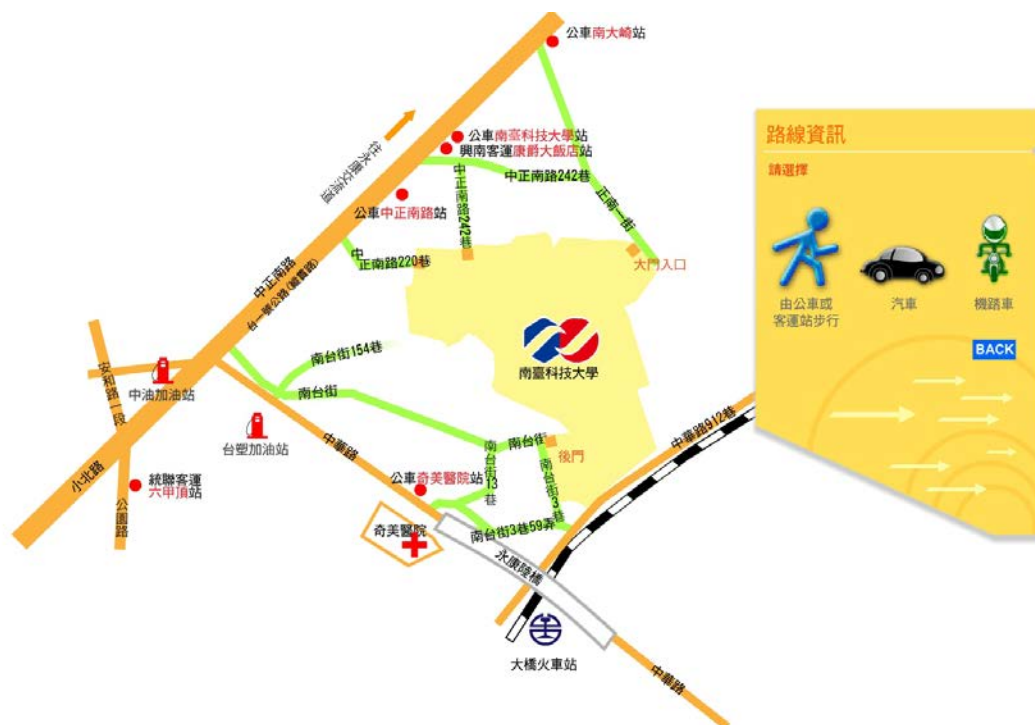 公車南大崎站
往永康交流道
公車南臺科技大學站
興南客運康爵大飯店站
中正南路242巷
中正南路242巷
公車中正南路站
正南一街
中正南路220巷
大門入口
中正南路
台一號公路(縱貫路)
南台街154巷
南臺科技大學
安和路一段
中油加油站
南台街
台塑加油站
中華路
南台街13巷
南台街
後門
南台街3巷
中華路912巷
小北路
統聯客運
六甲頂站
公園路
公車奇美醫院站
奇美醫院
南台街3巷59弄
永康陸橋
大橋火車站
中華路
路線資訊
請選擇
由公車或
客運站步行
汽車
機踏車
BACK